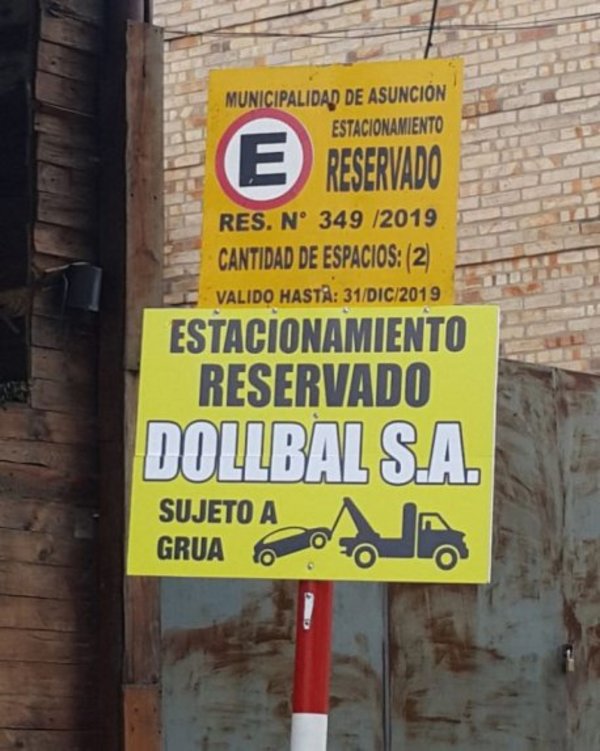 MUNICIPALIDAD DE ASUNCIÓN
E
ESTACIONAMIENTO
RESERVADO
RES. N° 349 /2019
CANTIDAD DE ESPACIOS: (2)
VALIDO HASTA: 31/DIC/2019
ESTACIONAMIENTO
RESERVADO
DOLLBAL S.A.
SUJETO A
GRUA